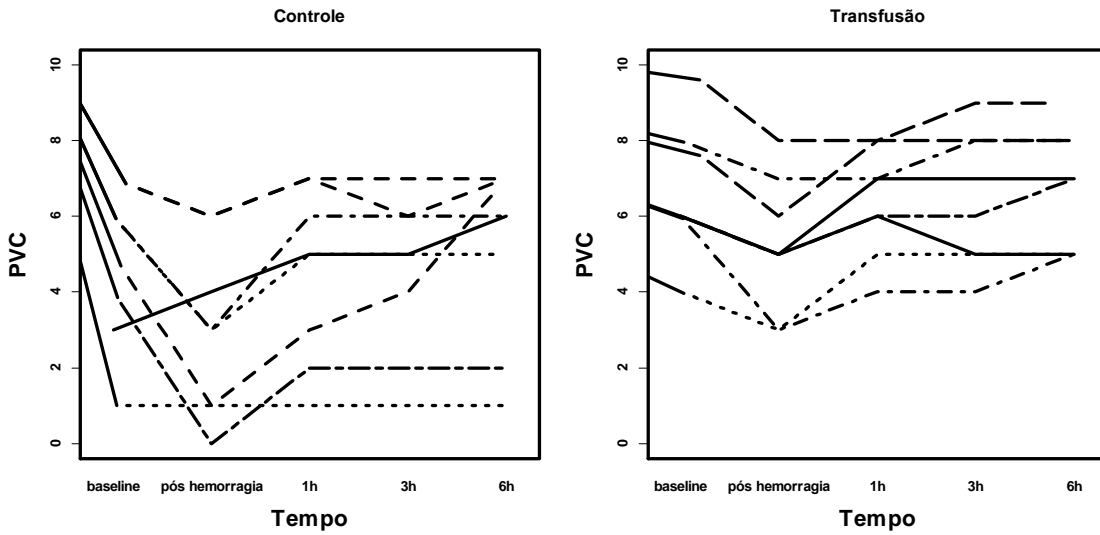 Controle
PVC
10
8
6
4
2
0
baseline pós hemorragia 1h 3h 6h
Tempo
Transfusão
PVC
10
8
6
4
2
0
baseline pós hemorragia 1h 3h 6h
Tempo